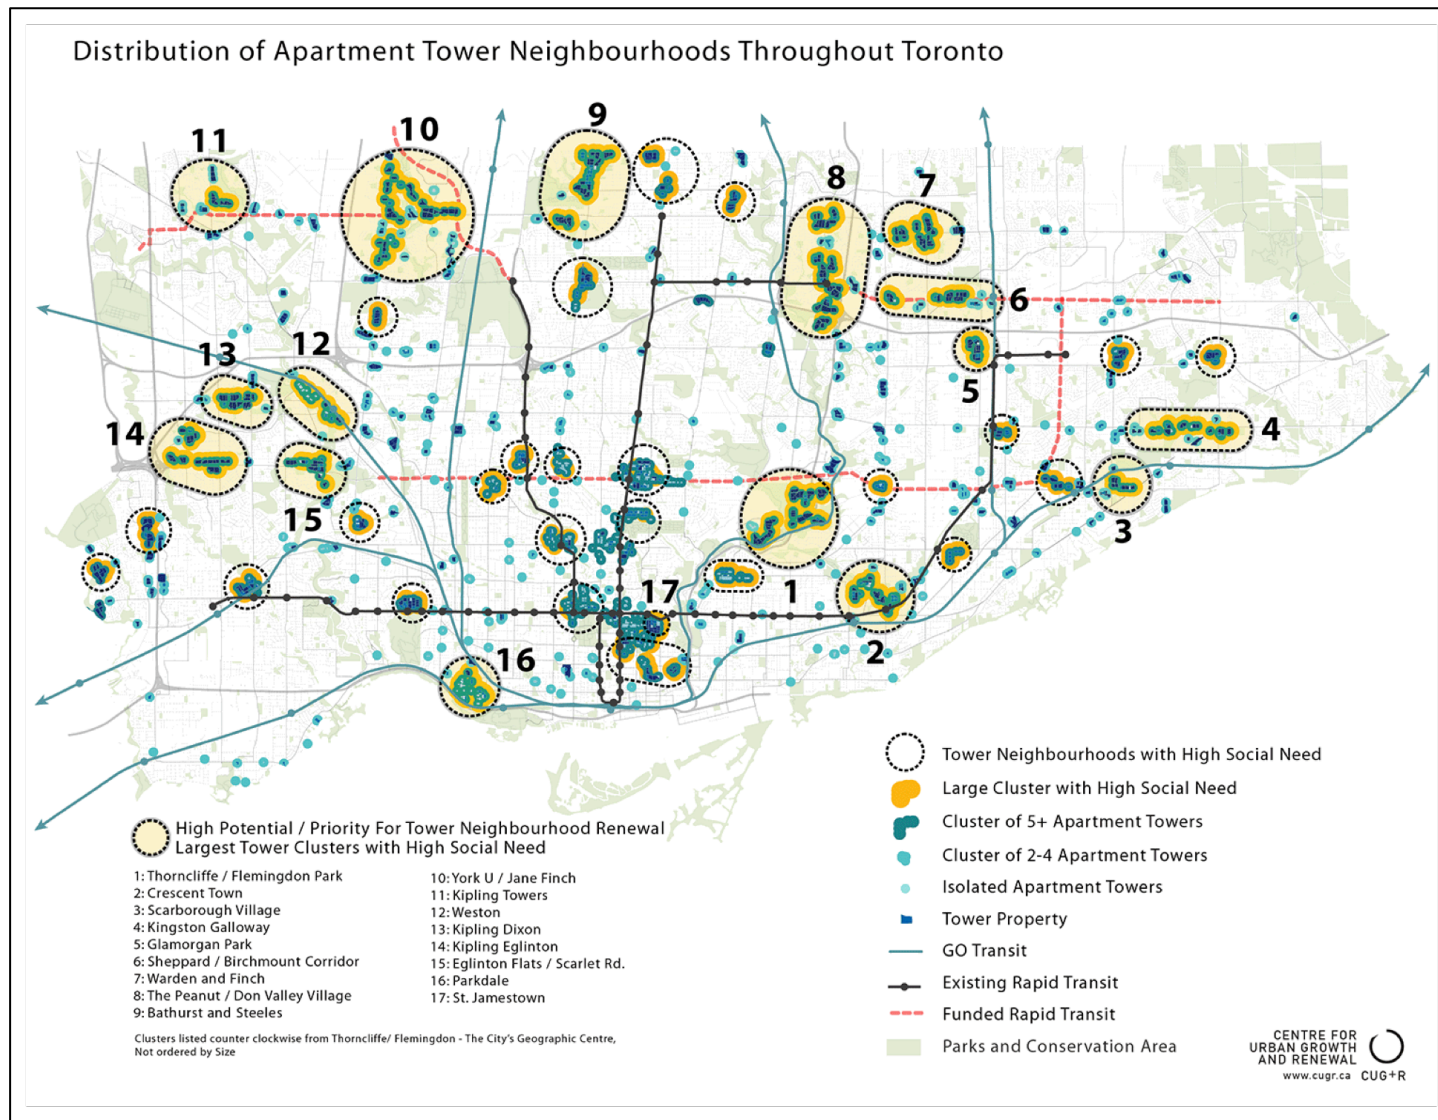 Distribution of Apartment Tower Neighbourhoods Throughout Toronto
9
10
11
8
7
6
12
13
5
14
4
15
3
17
1
16
2
Tower Neighbourhoods with High Social Need
Large Cluster with High Social Need
Cluster of 5+ Apartment Towers
Cluster of 2-4 Apartment Towers
Isolated Apartment Towers
Tower Property
GO Transit
Existing Rapid Transit
Funded Rapid Transit
Parks and Conservation Area
High Potential / Priority For Tower Neighbourhood Renewal
Largest Tower Clusters with High Social Need
1: Thorncliffe / Flemingdon Park
2: Crescent Town
3: Scarborough Village
4: Kingston Galloway
5: Glamorgan Park
6: Sheppard / Birchmount Corridor
7: Warden and Finch
8: The Peanut / Don Valley Village
9: Bathurst and Steeles
10: York U / Jane Finch
11: Kipling Towers
12: Weston
13: Kipling Dixon
14: Kipling Eglinton
15: Eglinton Flats / Scarlet Rd.
16: Parkdale
17: St. Jamestown
Clusters listed counter clockwise from Thorncliffe/ Flemingdon - The City's Geographic Centre,
Not ordered by Size
CENTRE FOR
URBAN GROWTH
AND RENEWAL
www.cugr.ca CUG+R